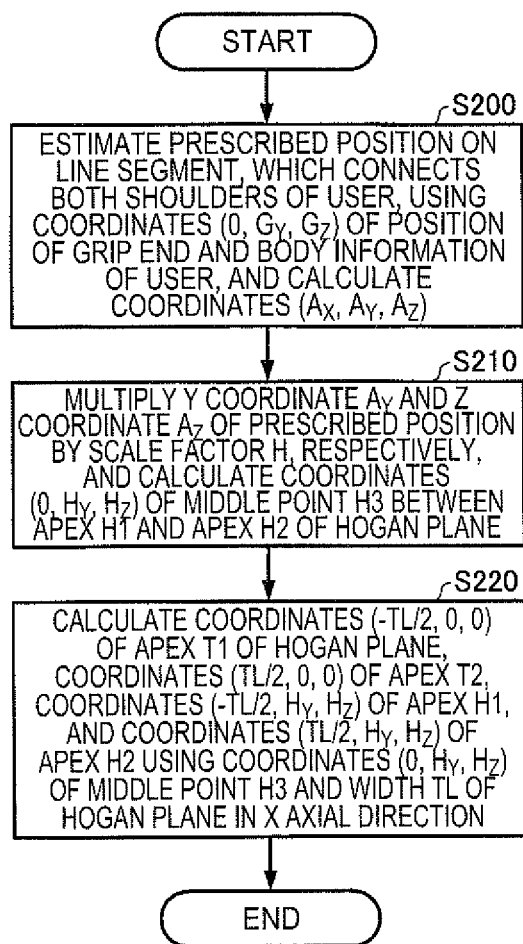 START
S200
ESTIMATE PRESCRIBED POSITION ON
LINE SEGMENT, WHICH CONNECTS
BOTH SHOULDERS OF USER, USING
COORDINATES (0, GY, GZ) OF POSITION
OF GRIP END AND BODY INFORMATION
OF USER, AND CALCULATE
COORDINATES (AX, AY, AZ)
S210
MULTIPLY Y COORDINATE AY AND Z
COORDINATE AZ OF PRESCRIBED POSITION
BY SCALE FACTOR H, RESPECTIVELY,
AND CALCULATE COORDINATES
(0, HY, HZ) OF MIDDLE POINT H3 BETWEEN
APEX H1 AND APEX H2 OF HOGAN PLANE
S220
CALCULATE COORDINATES (-TL/2, 0, 0)
OF APEX T1 OF HOGAN PLANE,
COORDINATES (TL/2, 0, 0) OF APEX T2,
COORDINATES (-TL/2, HY, HZ) OF APEX H1,
AND COORDINATES (TL/2, HY, HZ) OF
APEX H2 USING COORDINATES (0, HY, HZ)
OF MIDDLE POINT H3 AND WIDTH TL OF
HOGAN PLANE IN X AXIAL DIRECTION
END